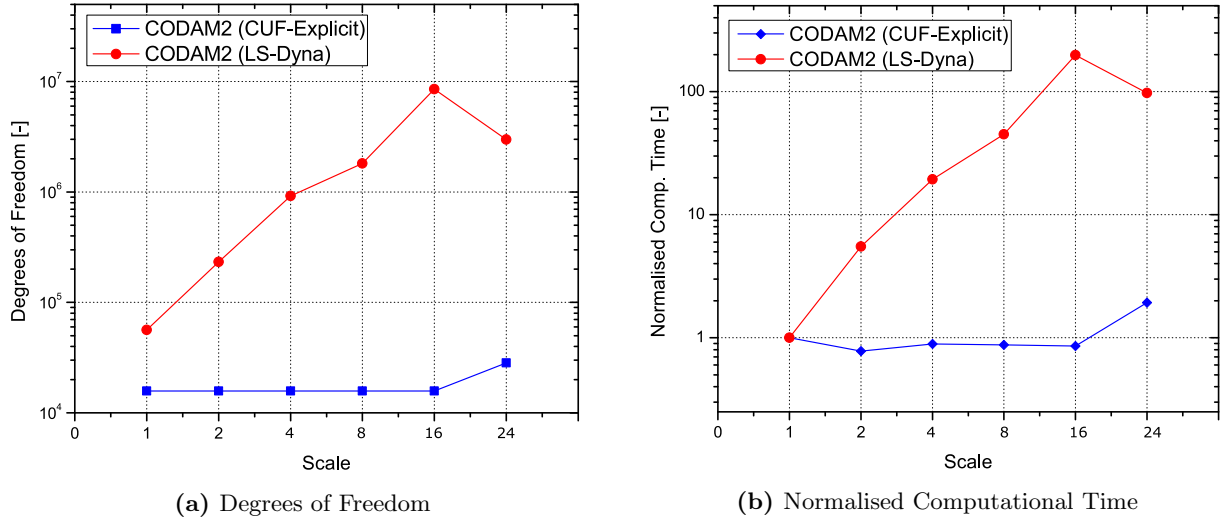 CODAM2 (CUF-Explicit)
CODAM2 (LS-Dyna)
10^7
10^6
10^5
10^4
Degrees of Freedom [-]
0 1 2 4 8 16 24
Scale
(a) Degrees of Freedom
CODAM2 (CUF-Explicit)
CODAM2 (LS-Dyna)
100
10
1
Normalised Comp. Time [-]
0 1 2 4 8 16 24
Scale
(b) Normalised Computational Time